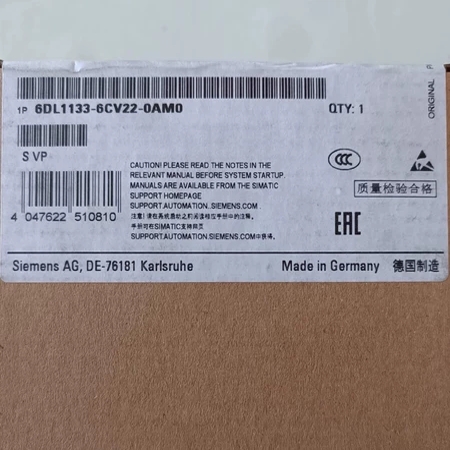 1P 6DL1133-6CV22-0AM0
QTY: 1
ORIGINAL
S VP
CAUTION! PLEASE READ THE NOTES IN THE
RELEVANT MANUAL BEFORE SYSTEM STARTUP.
MANUALS ARE AVAILABLE FROM THE SIMATIC
SUPPORT HOMEPAGE
SUPPORT.AUTOMATION.SIEMENS.COM
注意!请在系统启动之前阅读相应手册中的注意
手册可在SIMATIC支持网页
SUPPORT.AUTOMATION.SIEMENS.COM中获得。
CCC
质量检验合格
4 047622 510810
EAC
Siemens AG, DE-76181 Karlsruhe
Made in Germany 德国制造